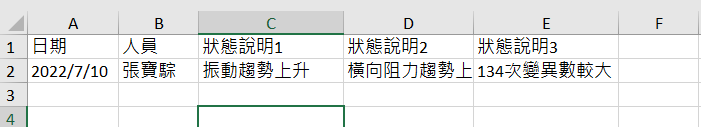 A B C D E F
1 日期 人員 狀態說明1 狀態說明2 狀態說明3
2 2022/7/10 張寶騌 振動趨勢上升 橫向阻力趨勢上 134次變異數較大
3
4